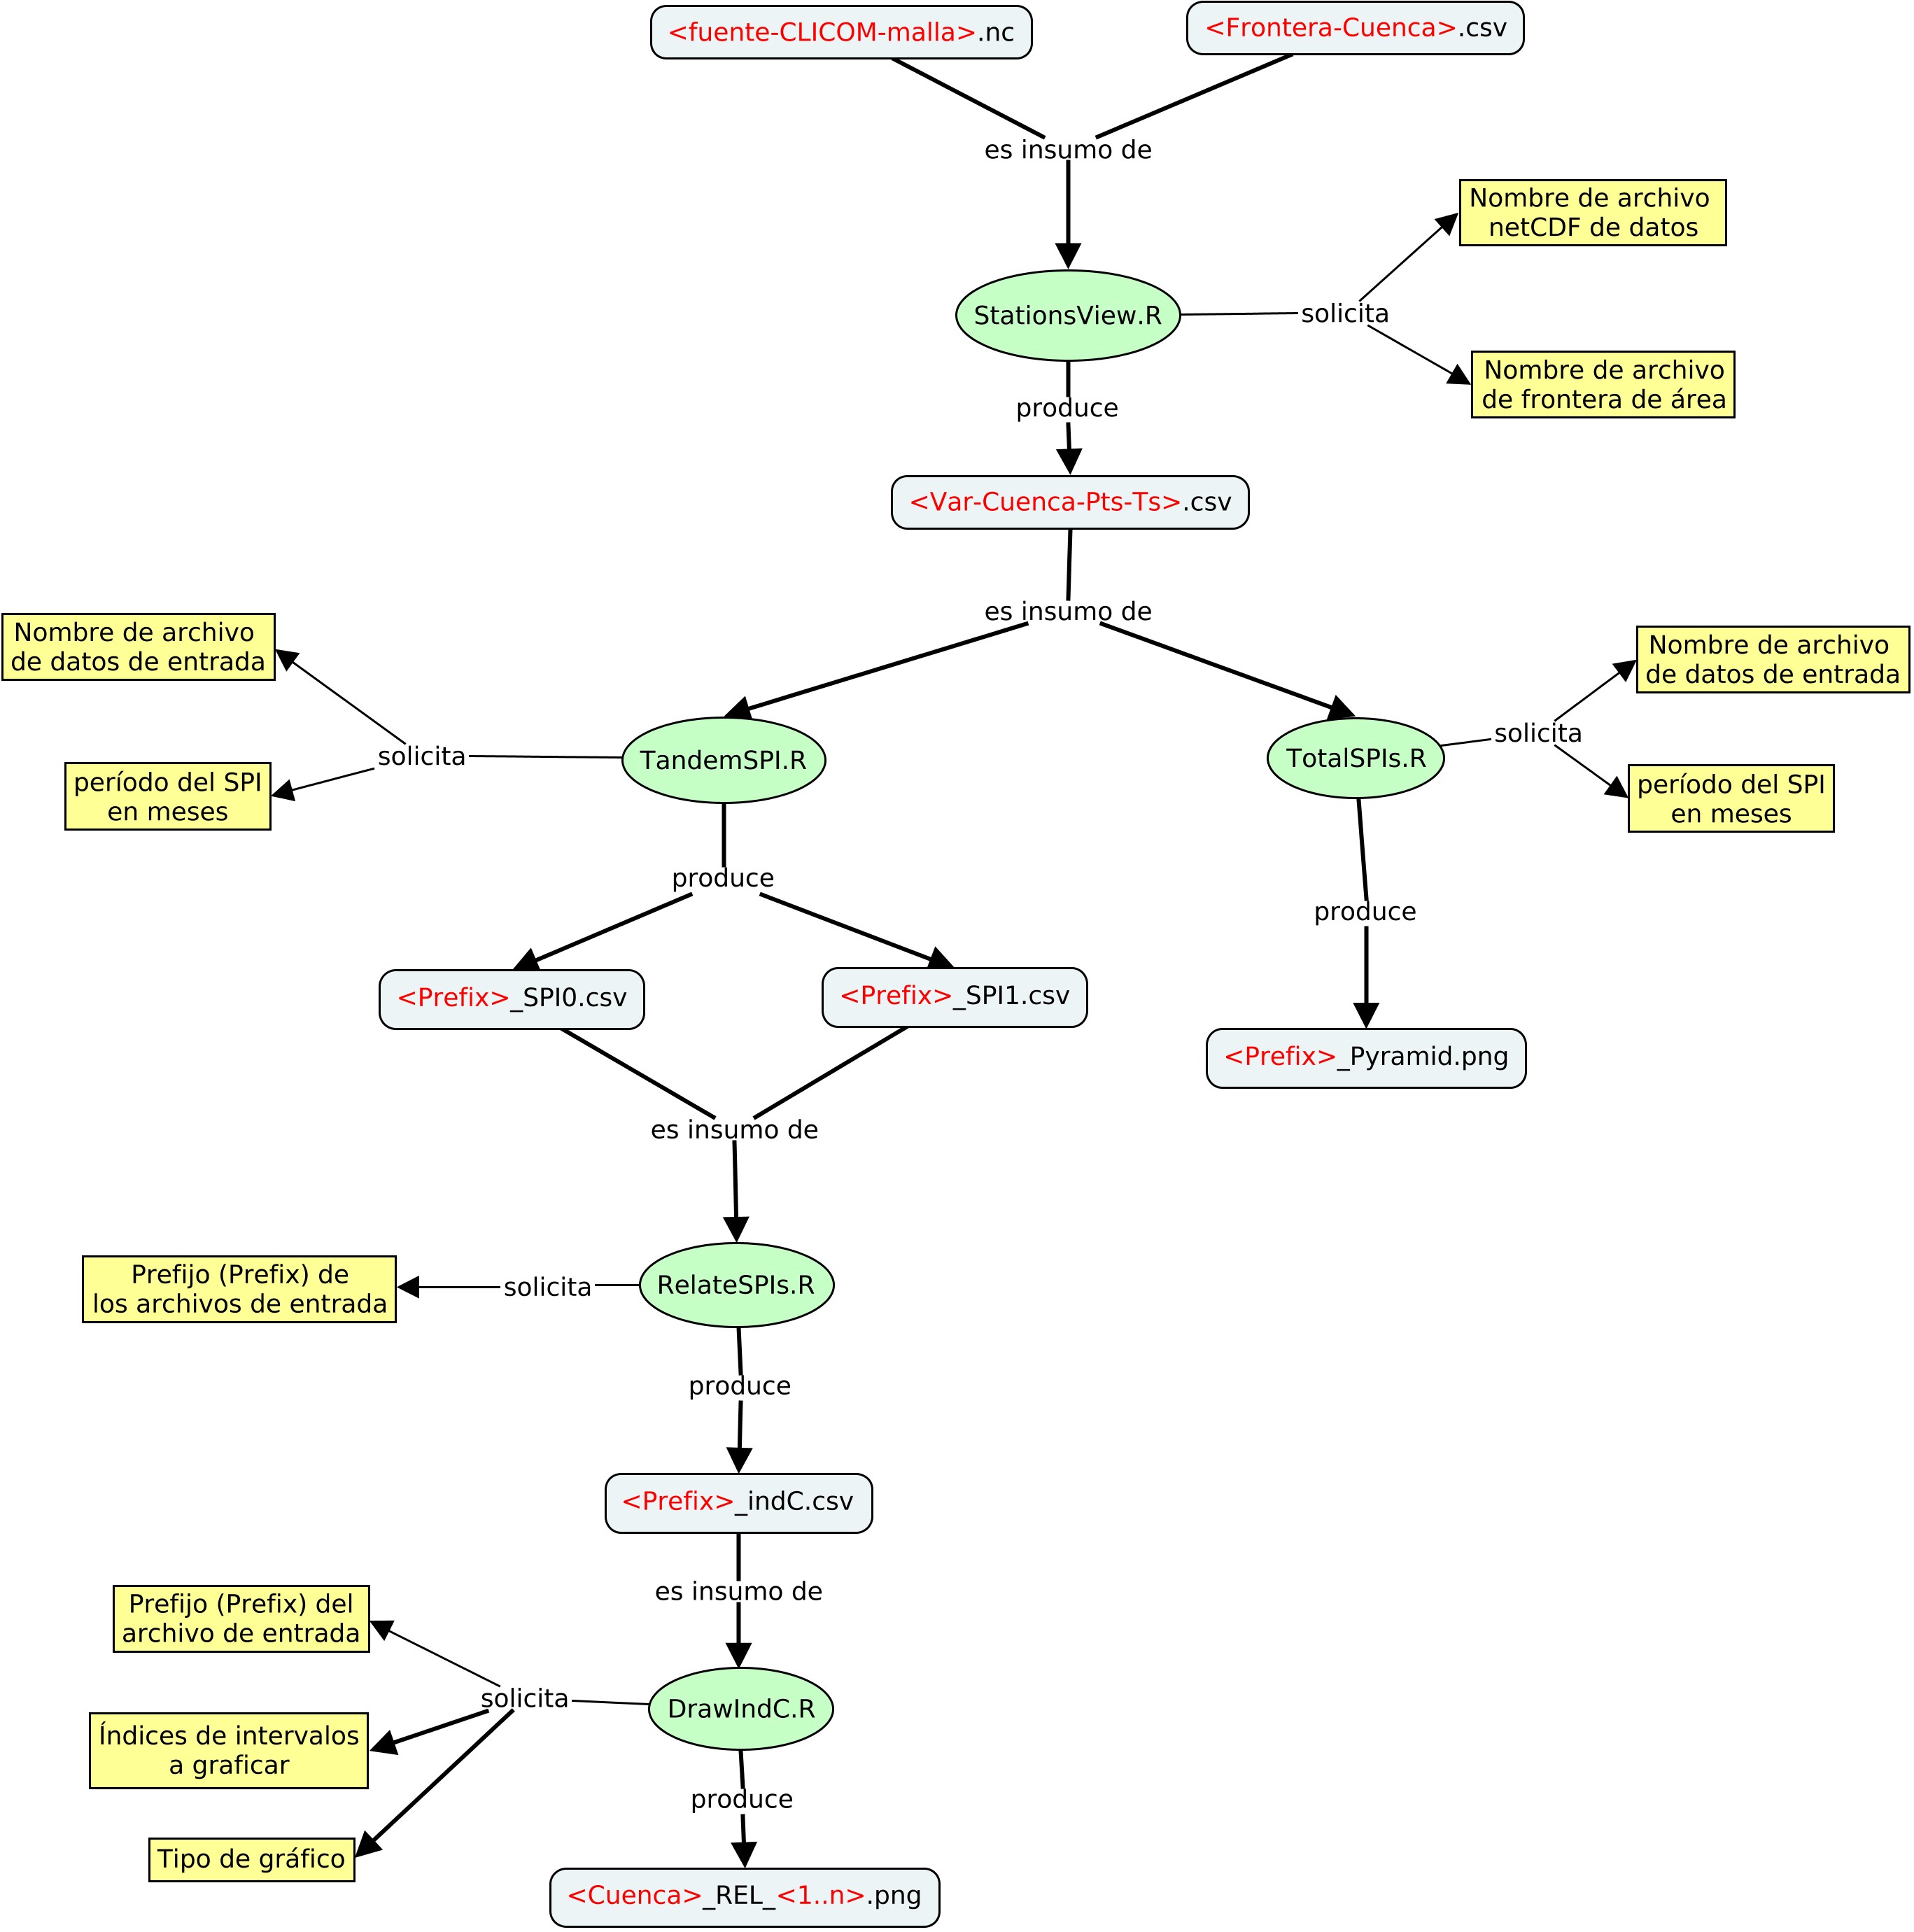 <fuente-CLICOM-malla>.nc
<Frontera-Cuenca>.csv
es insumo de
Nombre de archivo
netCDF de datos
StationsView.R
solicita
Nombre de archivo
de frontera de área
produce
<Var-Cuenca-Pts-Ts>.csv
es insumo de
Nombre de archivo
de datos de entrada
Nombre de archivo
de datos de entrada
solicita
TandemSPI.R
TotalSPIs.R
solicita
período del SPI
en meses
período del SPI
en meses
produce
produce
<Prefix>_SPI0.csv
<Prefix>_SPI1.csv
<Prefix>_Pyramid.png
es insumo de
Prefijo (Prefix) de
los archivos de entrada
solicita
RelateSPIs.R
produce
<Prefix>_indC.csv
es insumo de
Prefijo (Prefix) del
archivo de entrada
solicita
DrawIndC.R
Índices de intervalos
a graficar
produce
Tipo de gráfico
<Cuenca>_REL_<1..n>.png